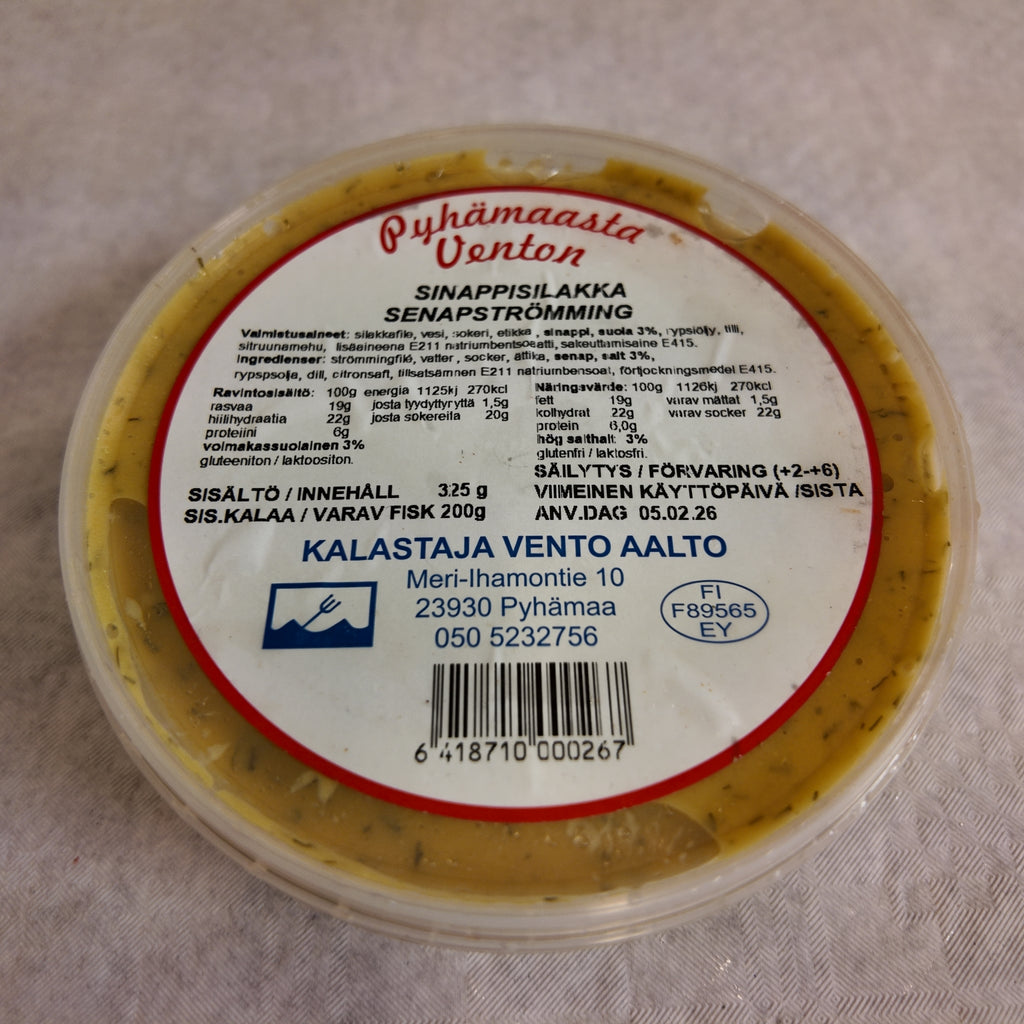 Pyhämaasta
Venton
SINAPPISILAKKA
SENAPSTRÖMMING
Valmistusaineet: silakkafile, vesi, sokeri, etikka, sinappi, suola 3%, rypsiöljy, tilli,
sitruunamehu, lisäaineena E211 natriumbentsoaatti, sakeuttamisaine E415.
Ingredienser: strömmingfilé, vatter, socker, ättika, senap, salt 3%,
rypspsolja, dill, citronsaft, tillsatsämnen E211 natriumbensoat, förtjockningsmedel E415.
Ravintosisältö: 100g energia 1125kj 270kcl
rasvaa 19g josta tyydyttyryttä 1,5g
hiilihydraatia 22g josta sokereita 20g
proteiini 6g
voimakassuolainen 3%
gluteeniton / laktoositon.
Näringsvärde: 100g 1126kj 270kcl
fett 19g varav mättat 1,5g
kolhydrat 22g varav socker 22g
protein 6,0g
hög salthalt 3%
glutenfri / laktosfri.
SÄILYTYS / FÖRVARING (+2-+6)
SISÄLTÖ / INNEHÅLL 325 g
SIS.KALAA / VARAV FISK 200g
VIIMEINEN KÄYTTÖPÄIVÄ /SISTA
ANV.DAG 05.02.26
KALASTAJA VENTO AALTO
Meri-Ihamontie 10
23930 Pyhämaa
050 5232756
FI
F89565
EY
6 418710 000267